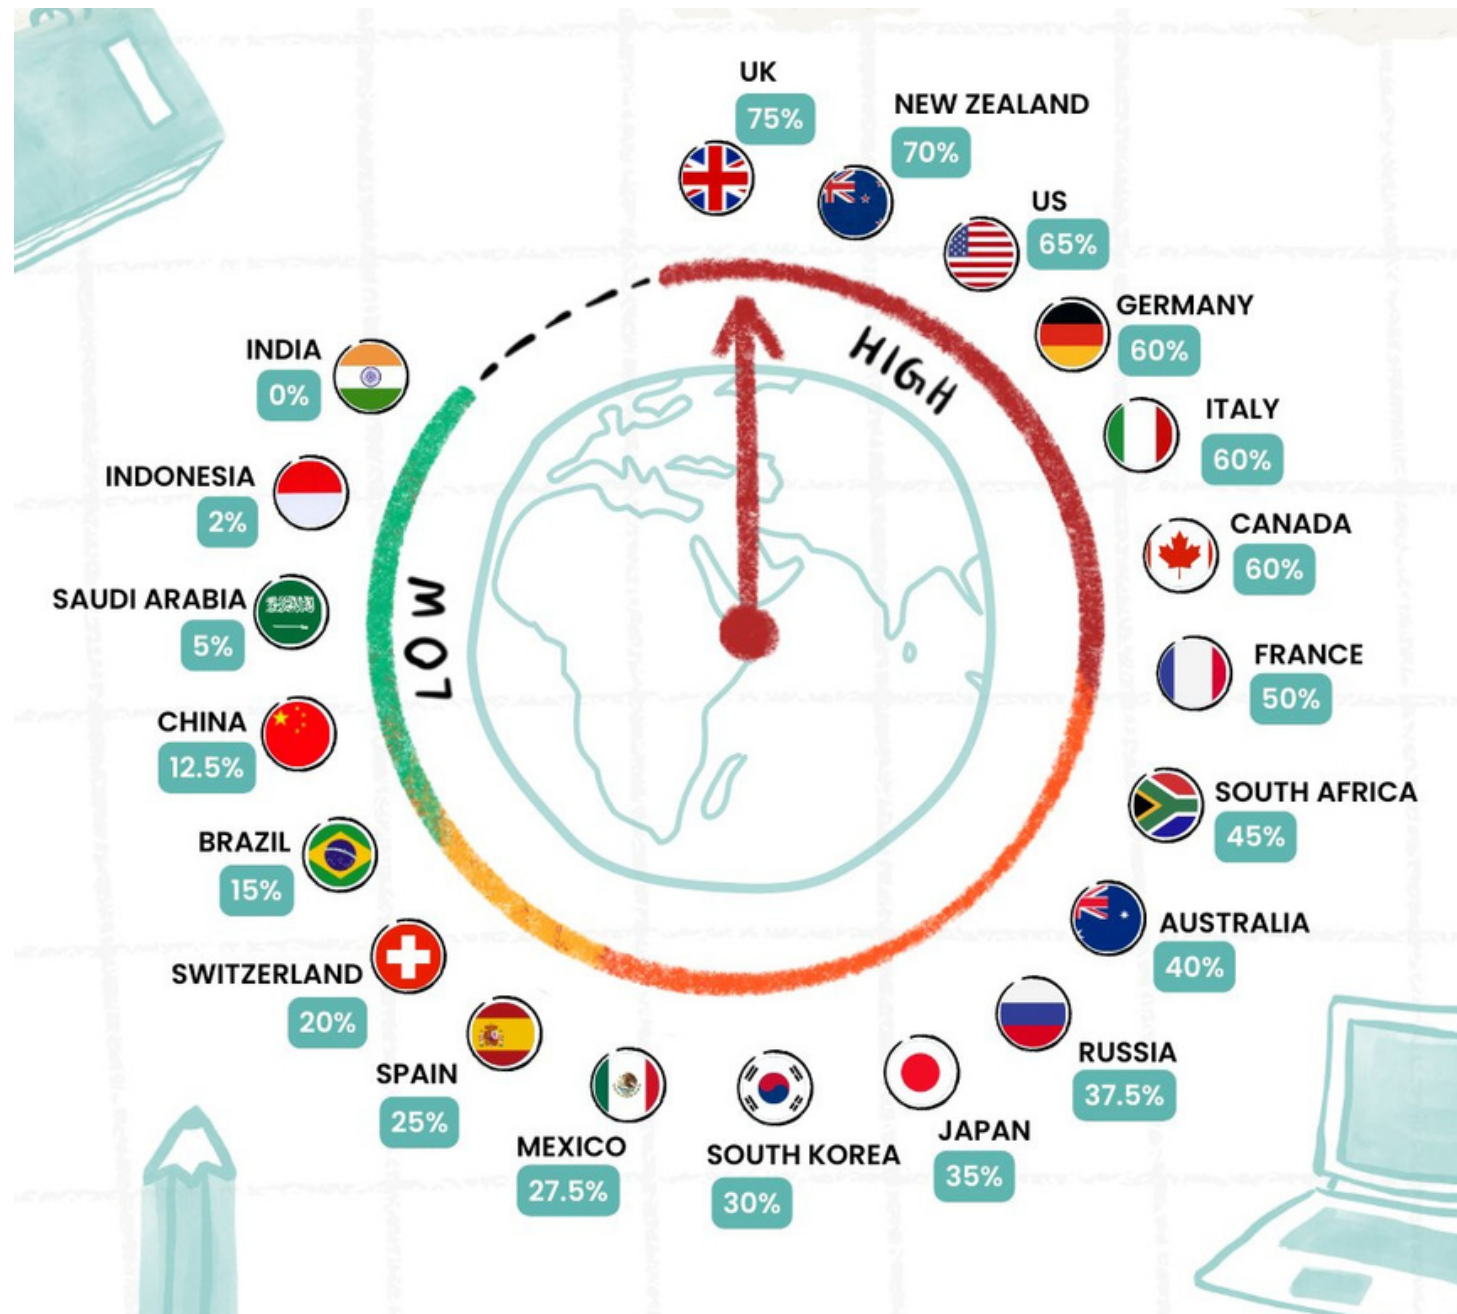 UK
75%
NEW ZEALAND
70%
US
65%
GERMANY
60%
ITALY
60%
CANADA
60%
FRANCE
50%
SOUTH AFRICA
45%
AUSTRALIA
40%
RUSSIA
37.5%
JAPAN
35%
SOUTH KOREA
30%
MEXICO
27.5%
SPAIN
25%
SWITZERLAND
20%
BRAZIL
15%
CHINA
12.5%
SAUDI ARABIA
5%
INDONESIA
2%
INDIA
0%
HIGH
LOW